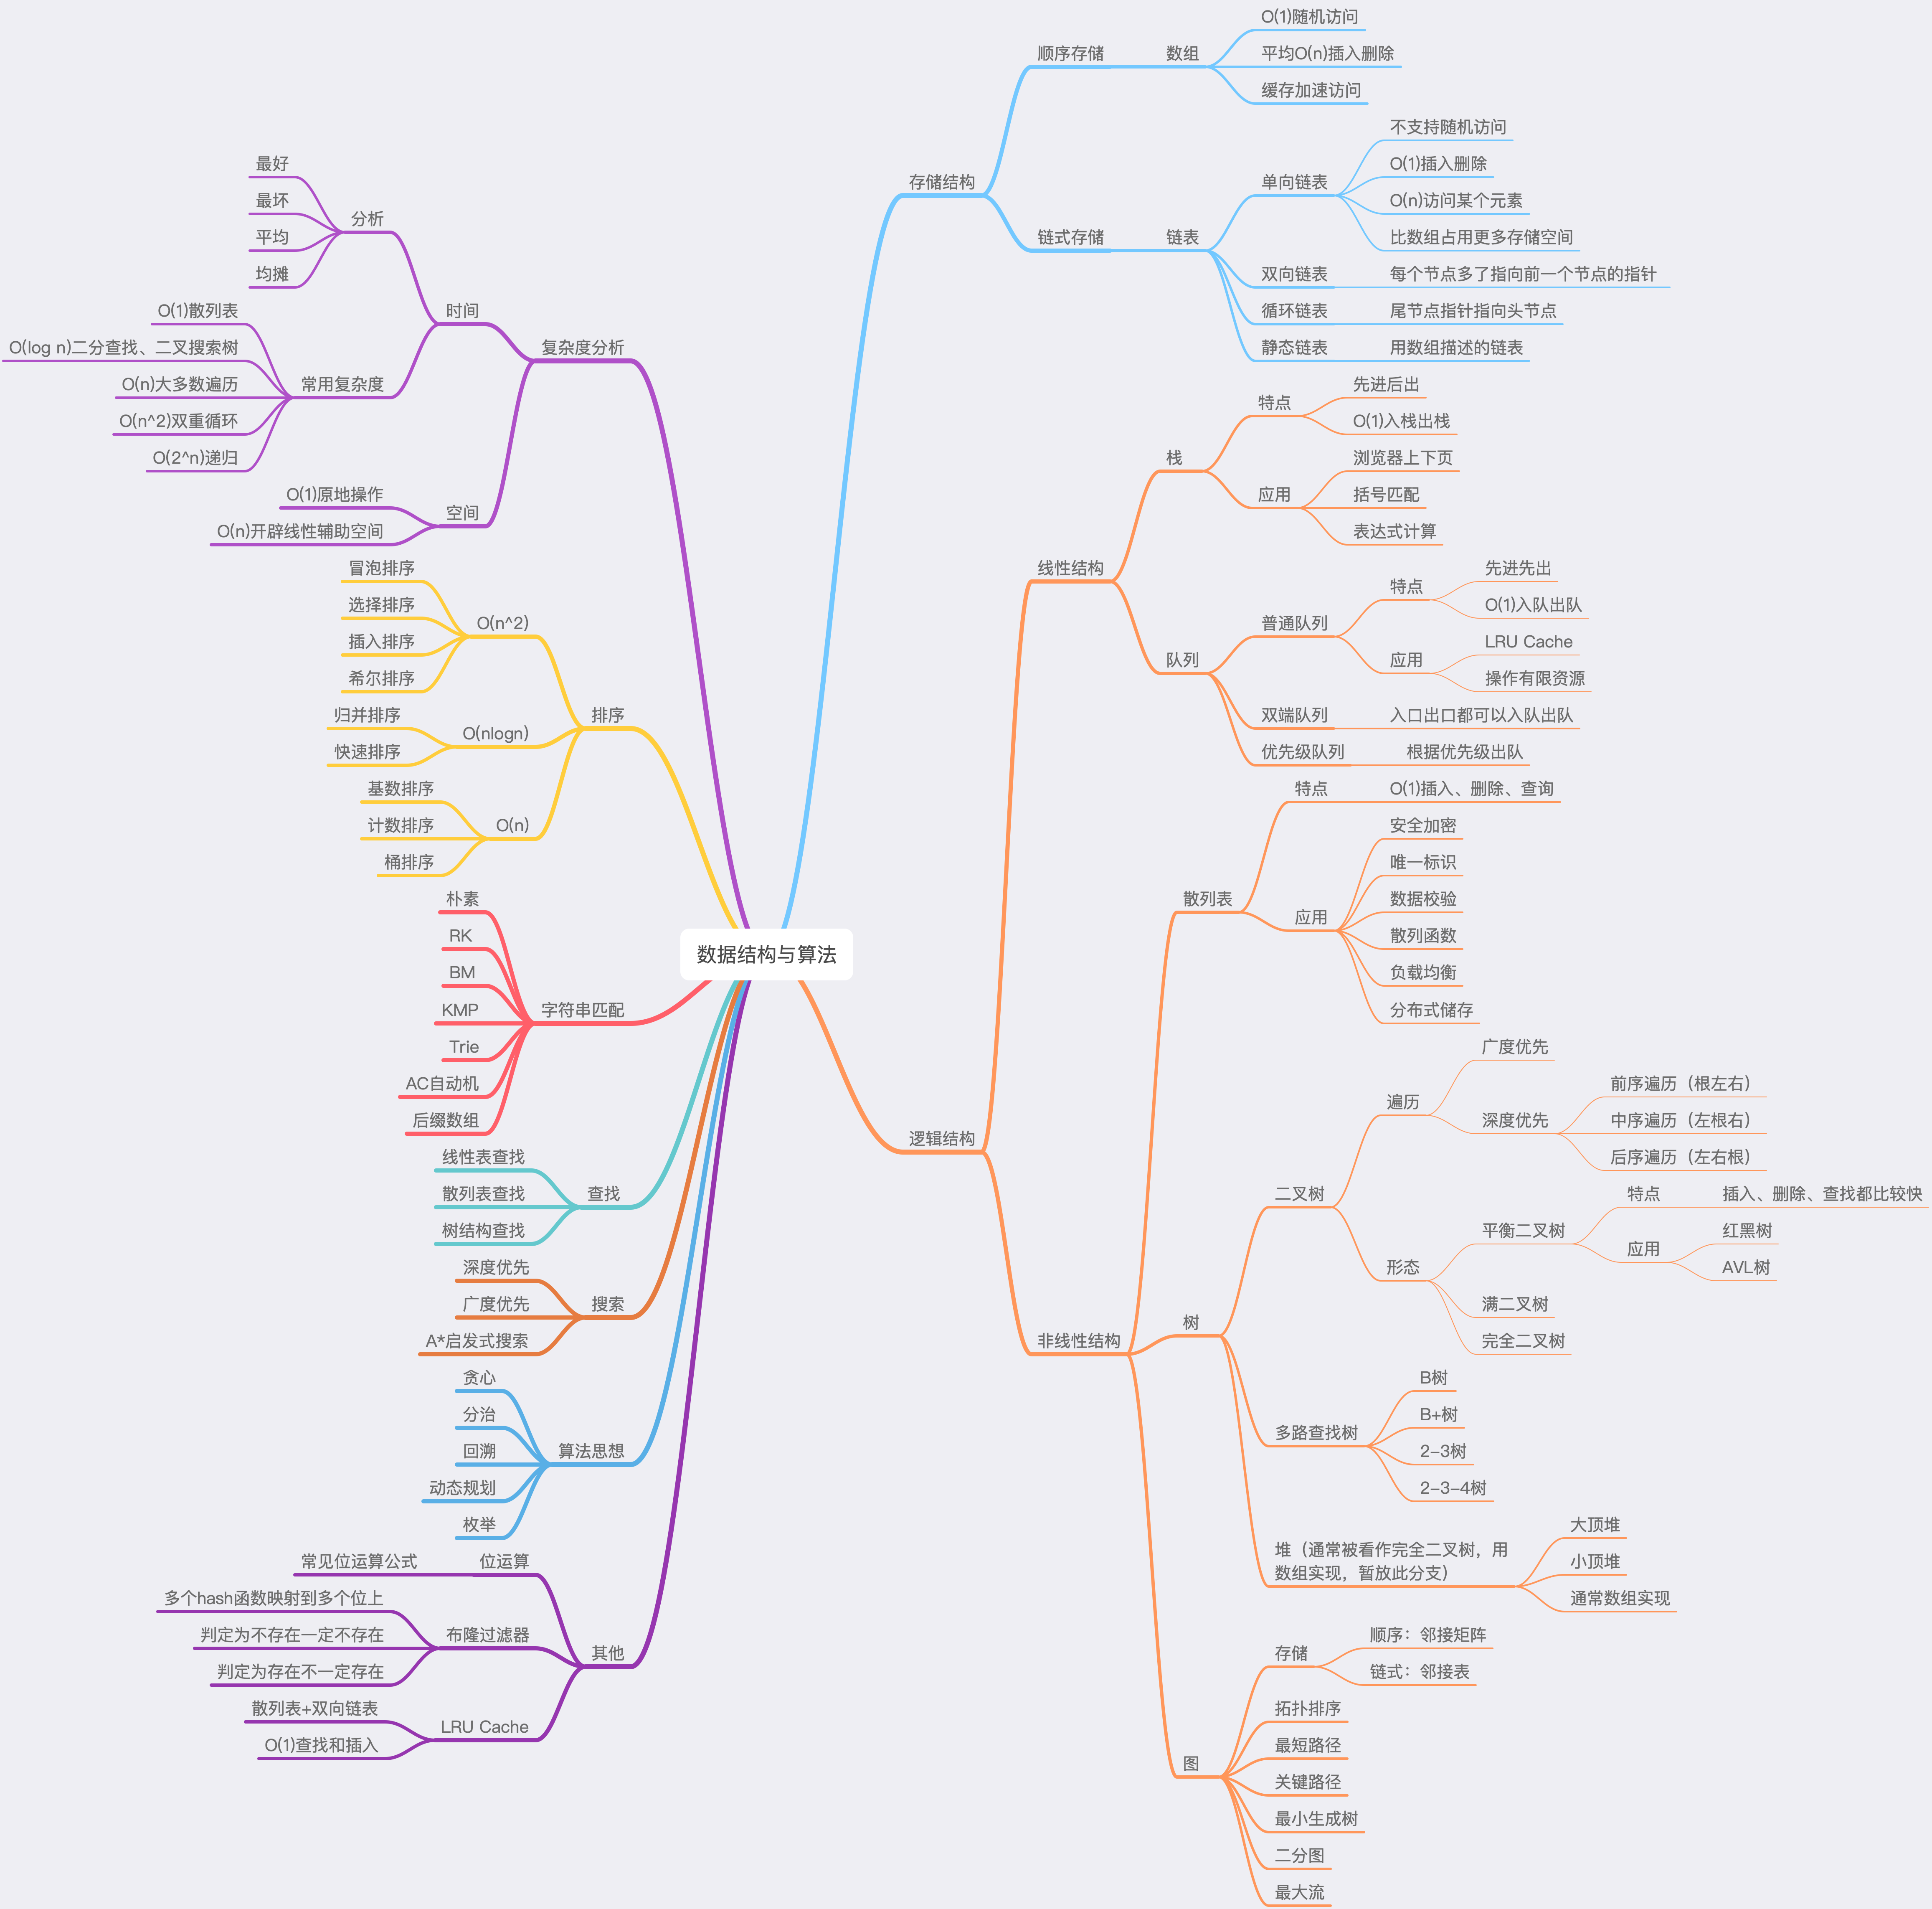 数据结构与算法
存储结构
顺序存储
数组
O(1)随机访问
平均O(n)插入删除
缓存加速访问
链式存储
链表
单向链表
不支持随机访问
O(1)插入删除
O(n)访问某个元素
比数组占用更多存储空间
双向链表
每个节点多了指向前一个节点的指针
循环链表
尾节点指针指向头节点
静态链表
用数组描述的链表
逻辑结构
线性结构
栈
特点
先进后出
O(1)入栈出栈
应用
浏览器上下页
括号匹配
表达式计算
队列
普通队列
特点
先进先出
O(1)入队出队
应用
LRU Cache
操作有限资源
双端队列
入口出口都可以入队出队
优先级队列
根据优先级出队
非线性结构
散列表
特点
O(1)插入、删除、查询
应用
安全加密
唯一标识
数据校验
散列函数
负载均衡
分布式储存
树
二叉树
遍历
广度优先
深度优先
前序遍历（根左右）
中序遍历（左根右）
后序遍历（左右根）
形态
平衡二叉树
特点
插入、删除、查找都比较快
应用
红黑树
AVL树
满二叉树
完全二叉树
多路查找树
B树
B+树
2-3树
2-3-4树
堆（通常被看作完全二叉树，用
数组实现，暂放此分支）
大顶堆
小顶堆
通常数组实现
图
存储
顺序：邻接矩阵
链式：邻接表
拓扑排序
最短路径
关键路径
最小生成树
二分图
最大流
复杂度分析
时间
分析
最好
最坏
平均
均摊
常用复杂度
O(1)散列表
O(log n)二分查找、二叉搜索树
O(n)大多数遍历
O(n^2)双重循环
O(2^n)递归
空间
O(1)原地操作
O(n)开辟线性辅助空间
排序
O(n^2)
冒泡排序
选择排序
插入排序
希尔排序
O(nlogn)
归并排序
快速排序
O(n)
基数排序
计数排序
桶排序
字符串匹配
朴素
RK
BM
KMP
Trie
AC自动机
后缀数组
查找
线性表查找
散列表查找
树结构查找
搜索
深度优先
广度优先
A*启发式搜索
算法思想
贪心
分治
回溯
动态规划
枚举
其他
位运算
常见位运算公式
布隆过滤器
多个hash函数映射到多个位上
判定为不存在一定不存在
判定为存在不一定存在
LRU Cache
散列表+双向链表
O(1)查找和插入